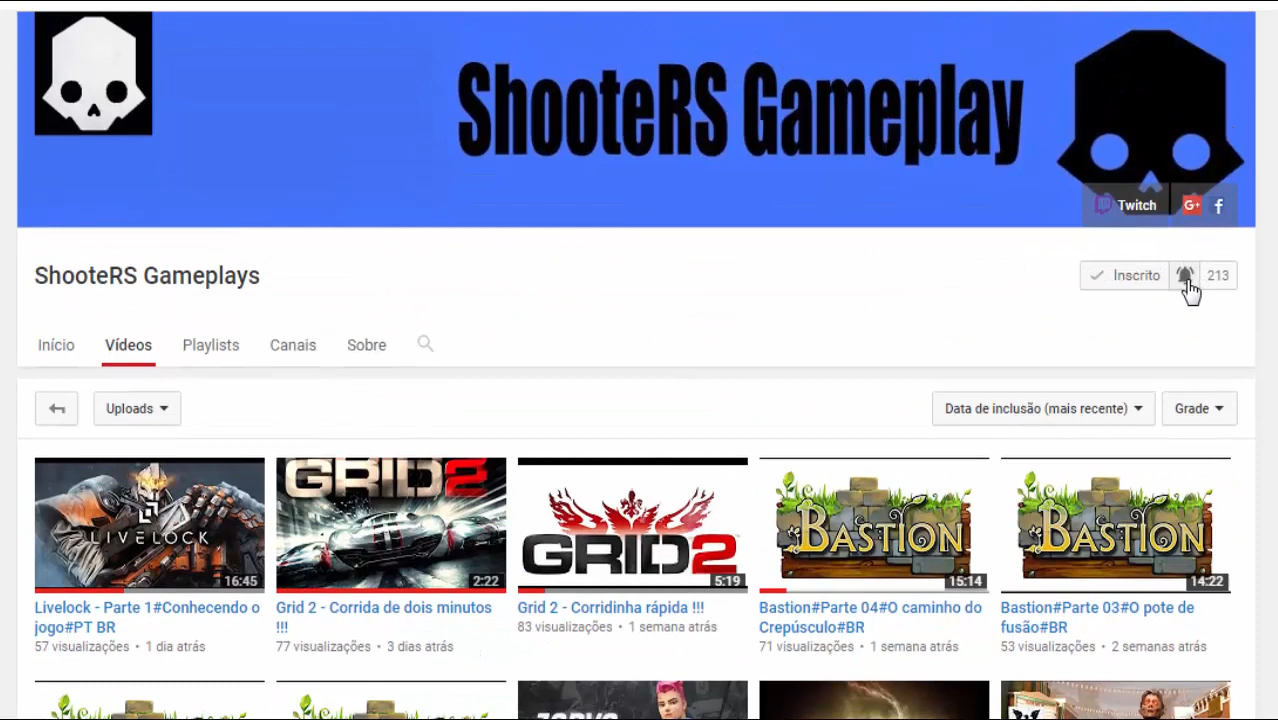 ShooteRS Gameplay
Twitch
G+ f
ShooteRS Gameplays
Inscrito 213
Início Vídeos Playlists Canais Sobre
Uploads Data de inclusão (mais recente) Grade
LIVELOCK
16:45
GRID2
2:22
GRID2
5:19
BASTION
15:14
BASTION
14:22
Livelock - Parte 1#Conhecendo o
jogo#PT BR
57 visualizações • 1 dia atrás
Grid 2 - Corrida de dois minutos
!!!
77 visualizações • 3 dias atrás
Grid 2 - Corridinha rápida !!!
83 visualizações • 1 semana atrás
Bastion#Parte 04#O caminho do
Crepúsculo#BR
71 visualizações • 1 semana atrás
Bastion#Parte 03#O pote de
fusão#BR
53 visualizações • 2 semanas atrás